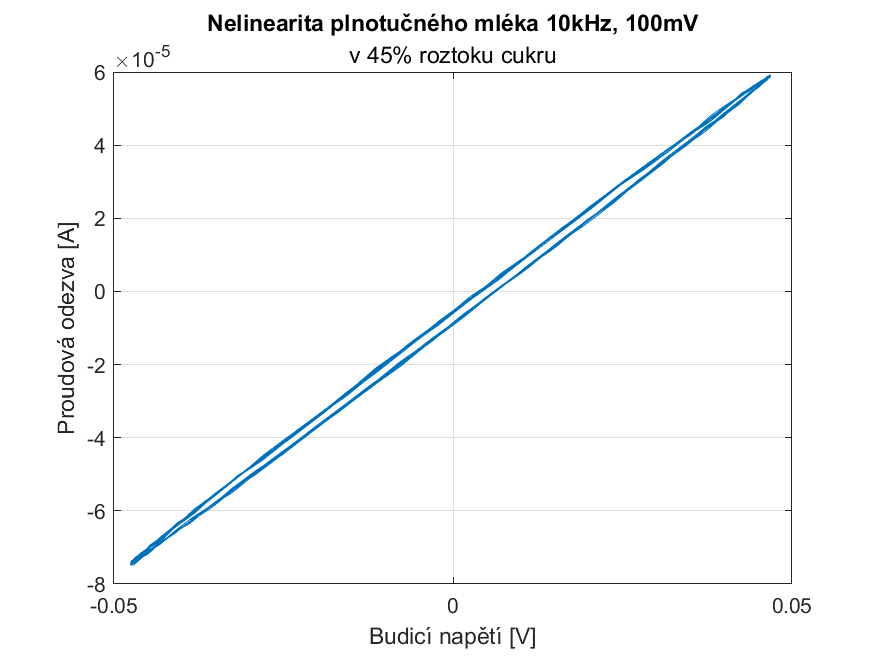 Nelinearita plnotučného mléka 10kHz, 100mV
v 45% roztoku cukru
×10-5
6
4
2
0
-2
-4
-6
-8
-0.05 0 0.05
Proudová odezva [A]
Budicí napětí [V]